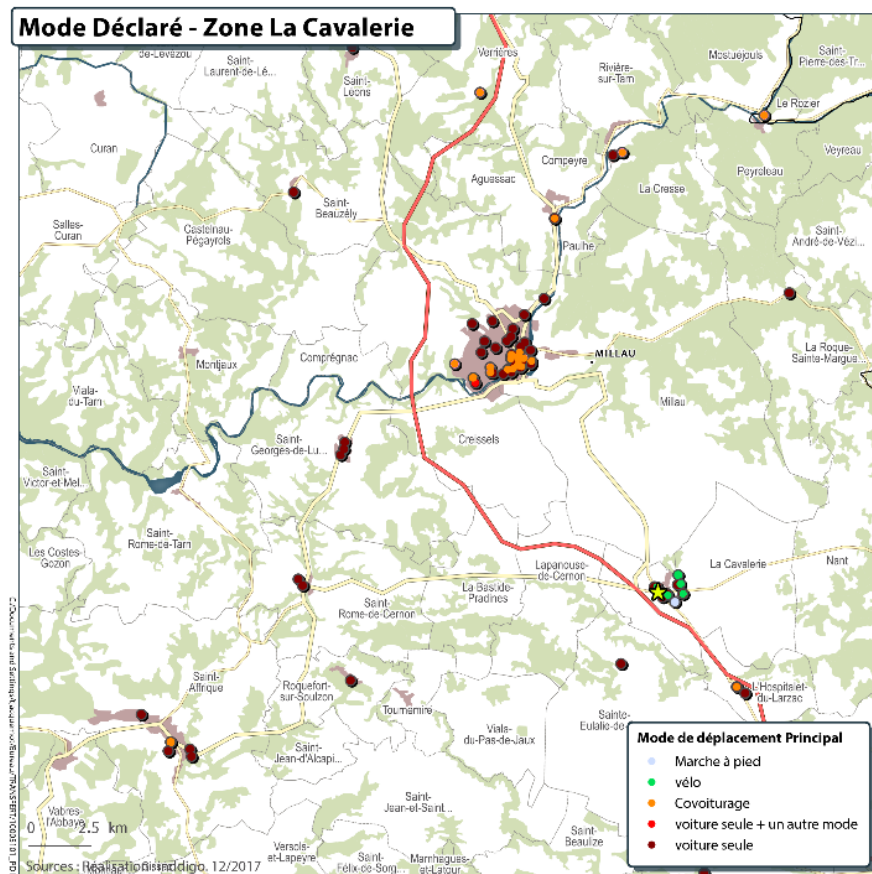 Mode Déclaré - Zone La Cavalerie
de-Lévézou
Saint-
Laurent-de-Lé...
Saint-
Léons
Verrières
Rivière-
sur-Tarn
Mostuéjouls
Saint-
Pierre-des-Tr...
Le Rozier
Curan
Compeyre
Veyreau
Peyreleau
Aguessac
La Cresse
Saint-
Beauzély
Salles-
Curan
Castelnau-
Pégayrols
Paulhe
Saint-
André-de-Vézi...
Montjaux
Comprégnac
MILLAU
La Roque-
Sainte-Margue...
Viala-
du-Tarn
Millau
Saint-
Georges-de-Lu...
Creissels
Saint-
Victor-et-Mel...
Saint-
Rome-de-Tarn
Les Costes-
Gozon
Lapanouse-
de-Cernon
La Cavalerie
Nant
La Bastide-
Pradines
Saint-
Rome-de-Cernon
Saint-
Affrique
Roquefort-
sur-Soulzon
Tournemire
L'Hospitalet-
du-Larzac
Sainte-
Eulalie-de-
Viala-
du-Pas-de-Jaux
Saint-
Jean-d'Alcapi...
Mode de déplacement Principal
Marche à pied
vélo
Covoiturage
voiture seule + un autre mode
voiture seule
Vabres-
l'Abbaye
Saint-
Jean-et-Saint...
Saint-
Beaulize
0 2.5 km
Versols-
et-Lapeyre
Saint-
Félix-de-Sorg...
Marnhagues-
et-Latour
Sources : Réalisation Inddigo. 12/2017